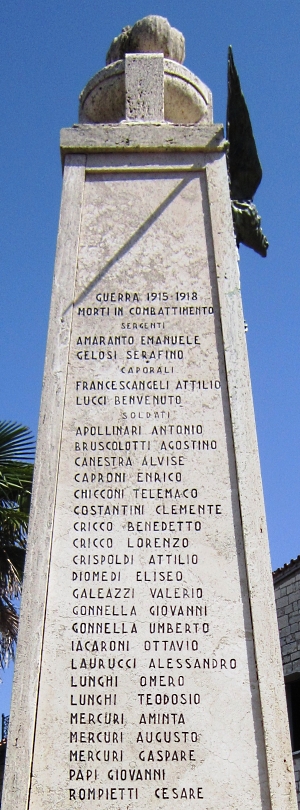 GUERRA 1915-1918
MORTI IN COMBATTIMENTO
SERGENTI
AMARANTO EMANUELE
GELOSI SERAFINO
CAPORALI
FRANCESCANGELI ATTILIO
LUCCI BENVENUTO
SOLDATI
APOLLINARI ANTONIO
BRUSCOLOTTI AGOSTINO
CANESTRA ALVISE
CAPRONI ENRICO
CHICCONI TELEMACO
COSTANTINI CLEMENTE
CRICCO BENEDETTO
CRICCO LORENZO
CRISPOLDI ATTILIO
DIOMEDI ELISEO
GALEAZZI VALERIO
GONNELLA GIOVANNI
GONNELLA UMBERTO
IACARONI OTTAVIO
LAURUCCI ALESSANDRO
LUNGHI OMERO
LUNGHI TEODOSIO
MERCURI AMINTA
MERCURI AUGUSTO
MERCURI GASPARE
PAPI GIOVANNI
ROMPIETTI CESARE